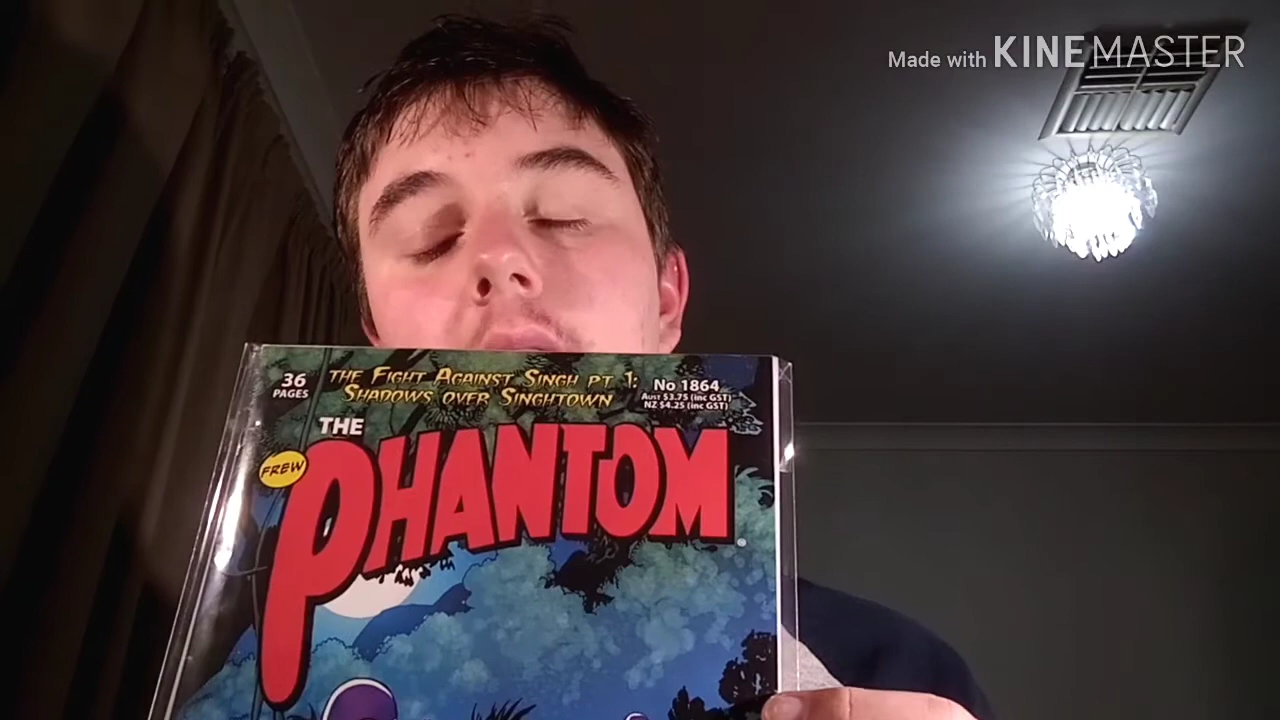 Made with KINEMASTER
36
PAGES
THE FIGHT AGAINST SINGH PT 1:
SHADOWS OVER SINGHTOWN
No 1864
Aust $3.75 (inc GST)
NZ $4.25 (inc GST)
THE
FREW
PHANTOM